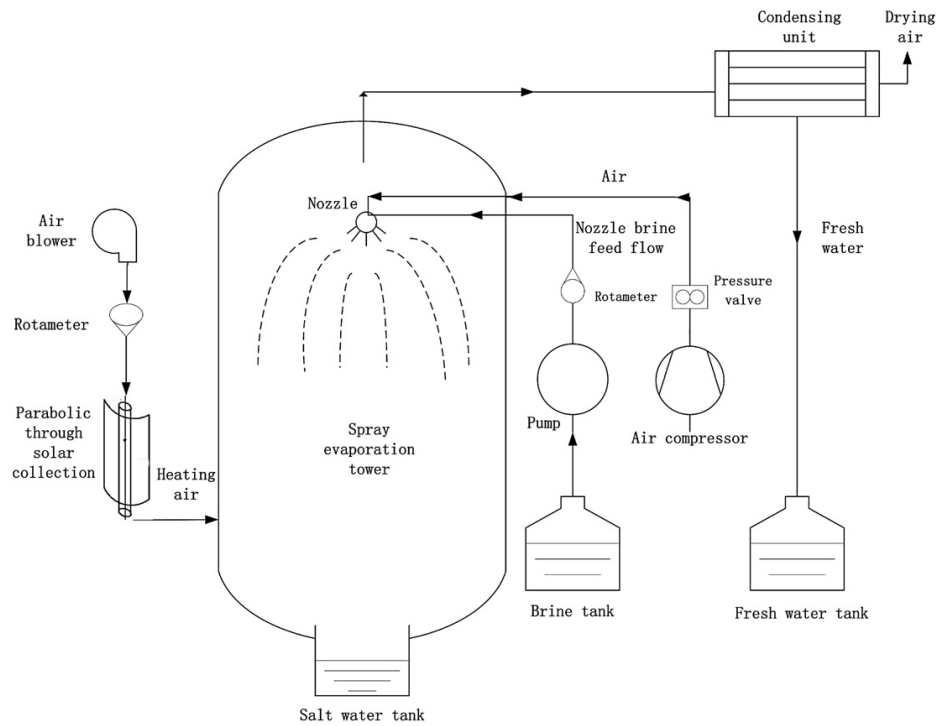 Condensing
unit
Drying
air
Air
Nozzle
Nozzle brine
feed flow
Fresh
water
Air
blower
Rotameter
Rotameter
Pressure
valve
Parabolic
through
solar
collection
Heating
air
Spray
evaporation
tower
Pump
Air compressor
Brine tank
Fresh water tank
Salt water tank